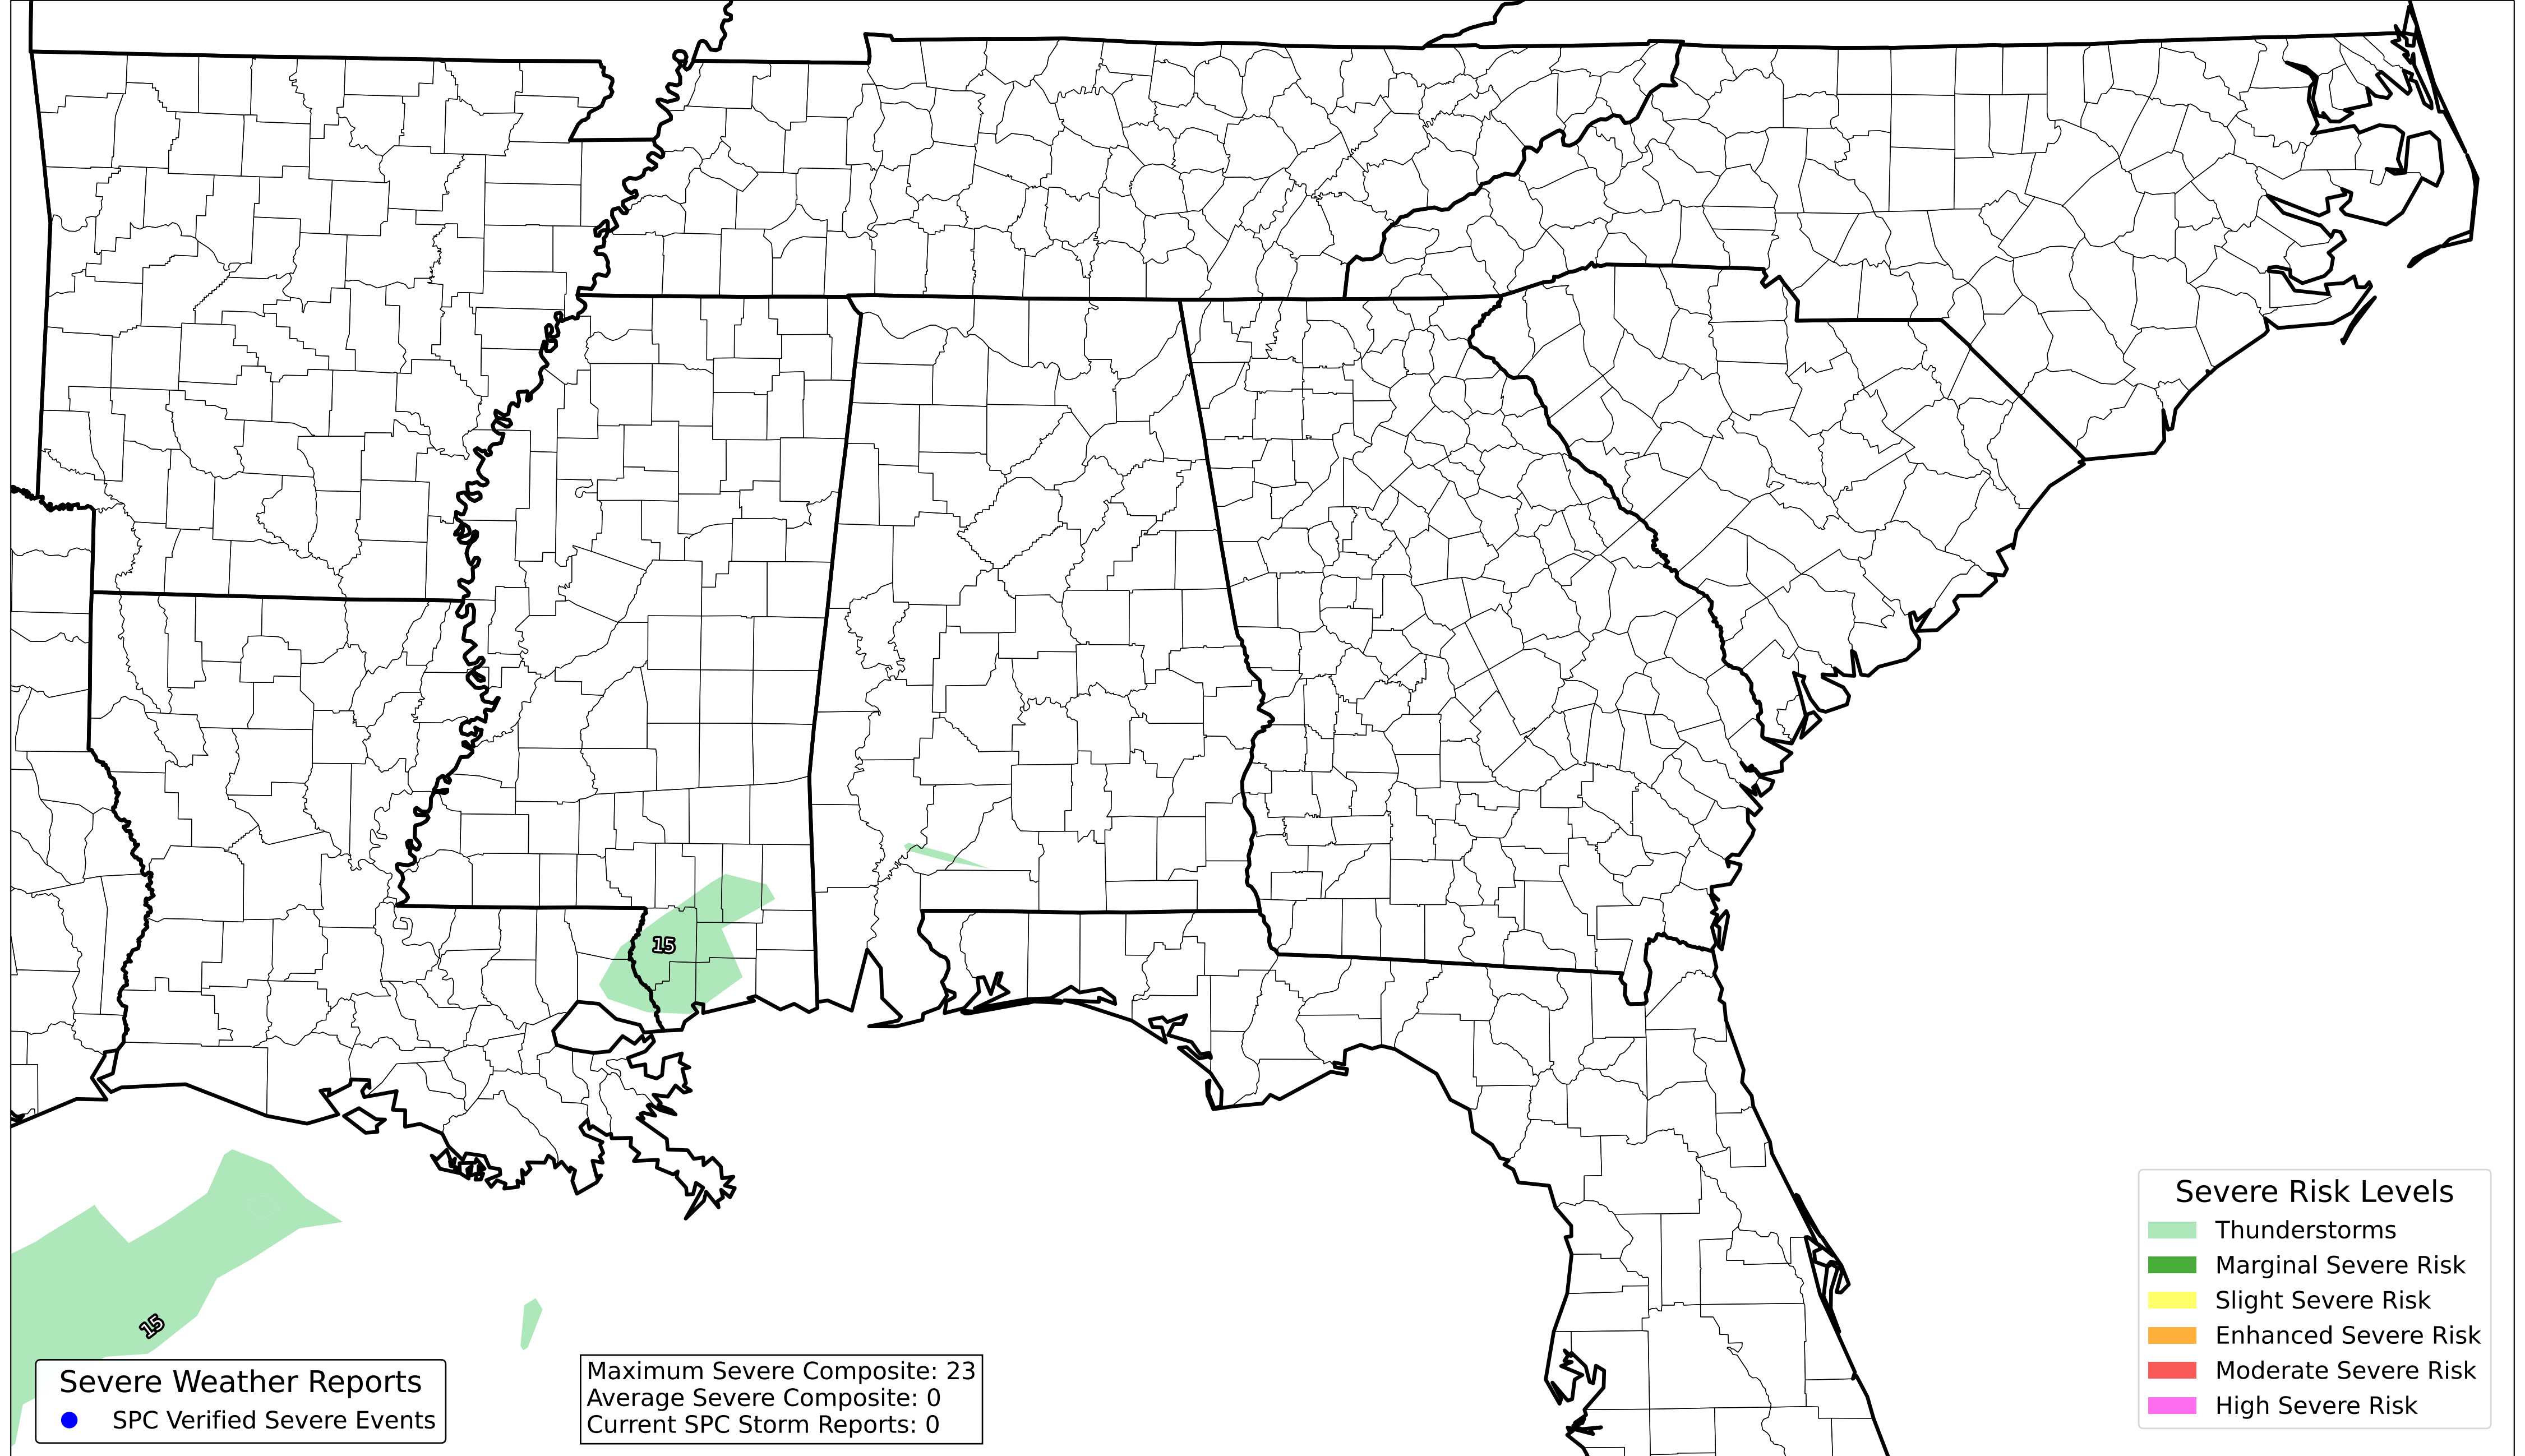 15
15
Severe Weather Reports
SPC Verified Severe Events
Maximum Severe Composite: 23
Average Severe Composite: 0
Current SPC Storm Reports: 0
Severe Risk Levels
Thunderstorms
Marginal Severe Risk
Slight Severe Risk
Enhanced Severe Risk
Moderate Severe Risk
High Severe Risk